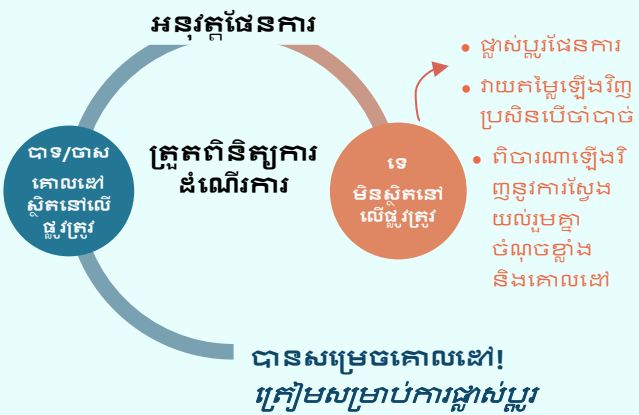 អនុវត្តផែនការ
ត្រួតពិនិត្យការ
ដំណើរការ
បាទ/ចាស
គោលដៅ
ស្ថិតនៅលើ
ផ្លូវត្រូវ
ទេ
មិនស្ថិតនៅ
លើផ្លូវត្រូវ
• ផ្លាស់ប្តូរផែនការ
• វាយតម្លៃឡើងវិញ
ប្រសិនបើចាំបាច់
• ពិចារណាឡើងវិ
ញនូវការស្វែង
យល់រួមគ្នា
ចំណុចខ្លាំង
និងគោលដៅ
បានសម្រេចគោលដៅ!
ត្រៀមសម្រាប់ការផ្លាស់ប្តូរ